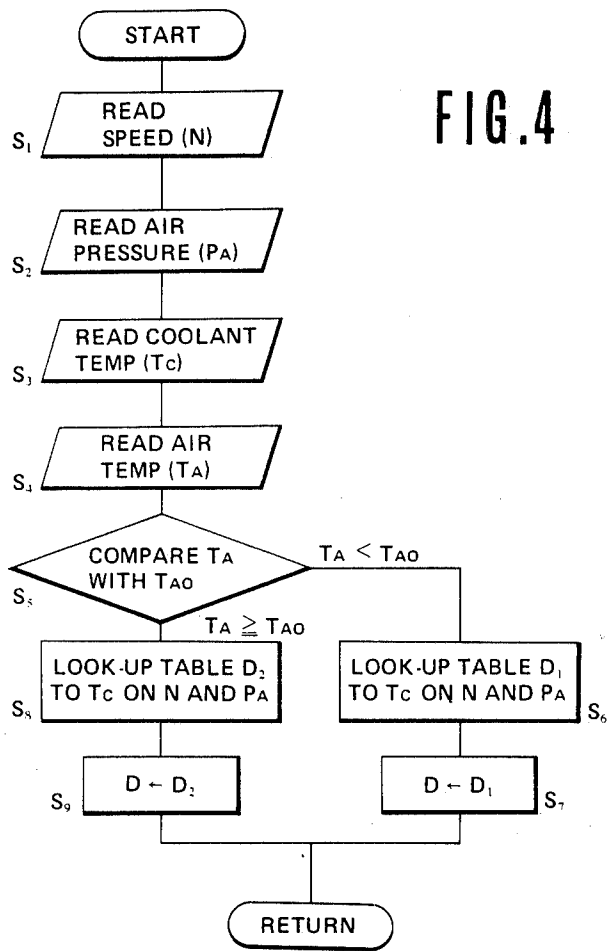 START
FIG.4
READ
SPEED (N)
S₁
READ AIR
PRESSURE (PA)
S₂
READ COOLANT
TEMP (TC)
S₃
READ AIR
TEMP (TA)
S₄
COMPARE TA
WITH TAO
S₅
TA < TAO
TA ≧ TAO
LOOK-UP TABLE D₂
TO TC ON N AND PA
S₈
LOOK-UP TABLE D₁
TO TC ON N AND PA
S₆
D ← D₂
S₉
D ← D₁
S₇
RETURN